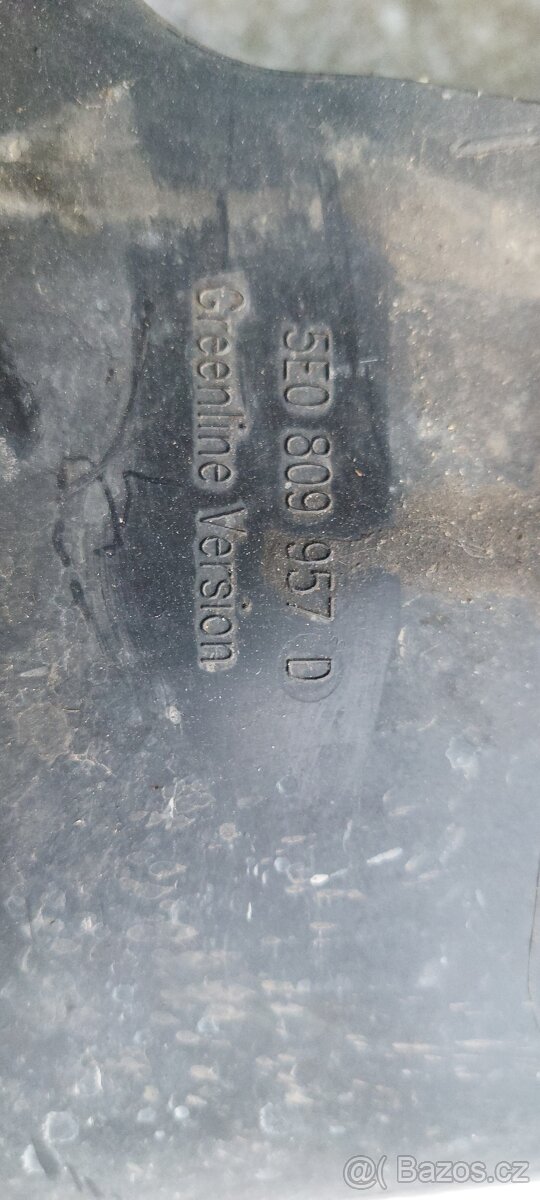 5E0 809 957 D
Greenline Version
@( Bazos.cz